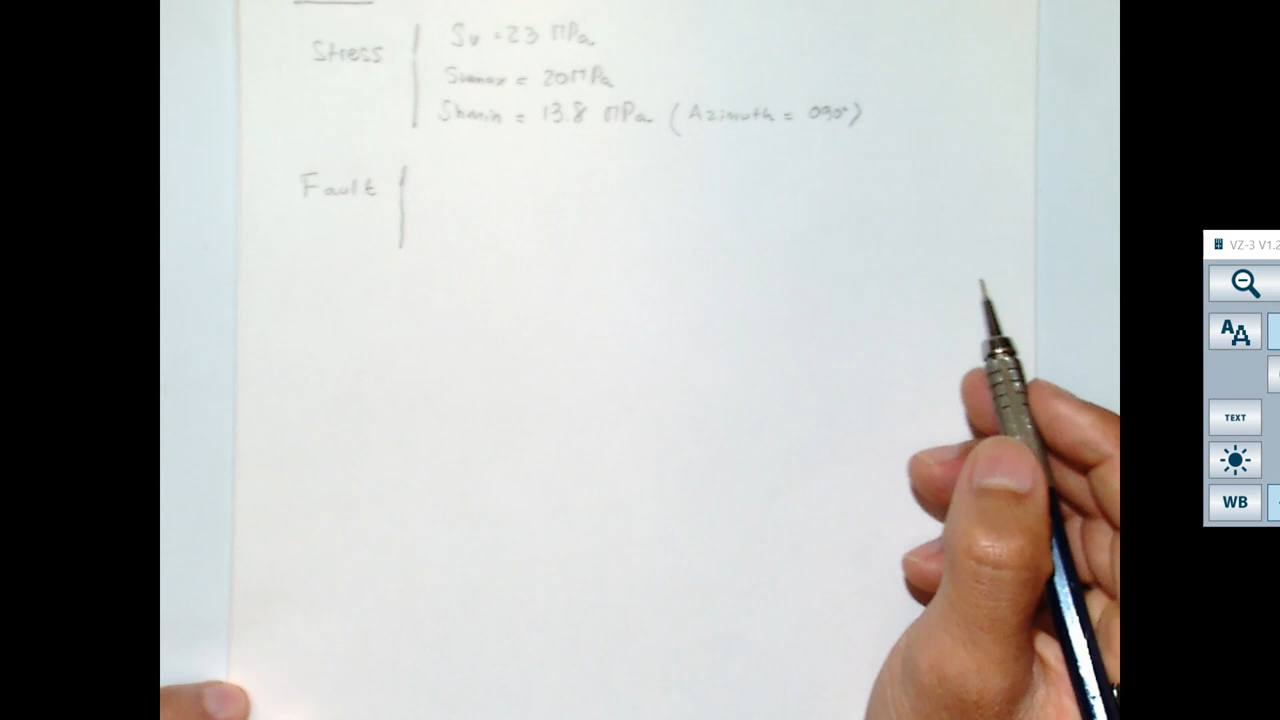 Stress
Sv = 23 MPa
SHmax = 20 MPa
Shmin = 13.8 MPa (Azimuth = 090°)
Fault
VZ-3 V1.2
AA
TEXT
WB